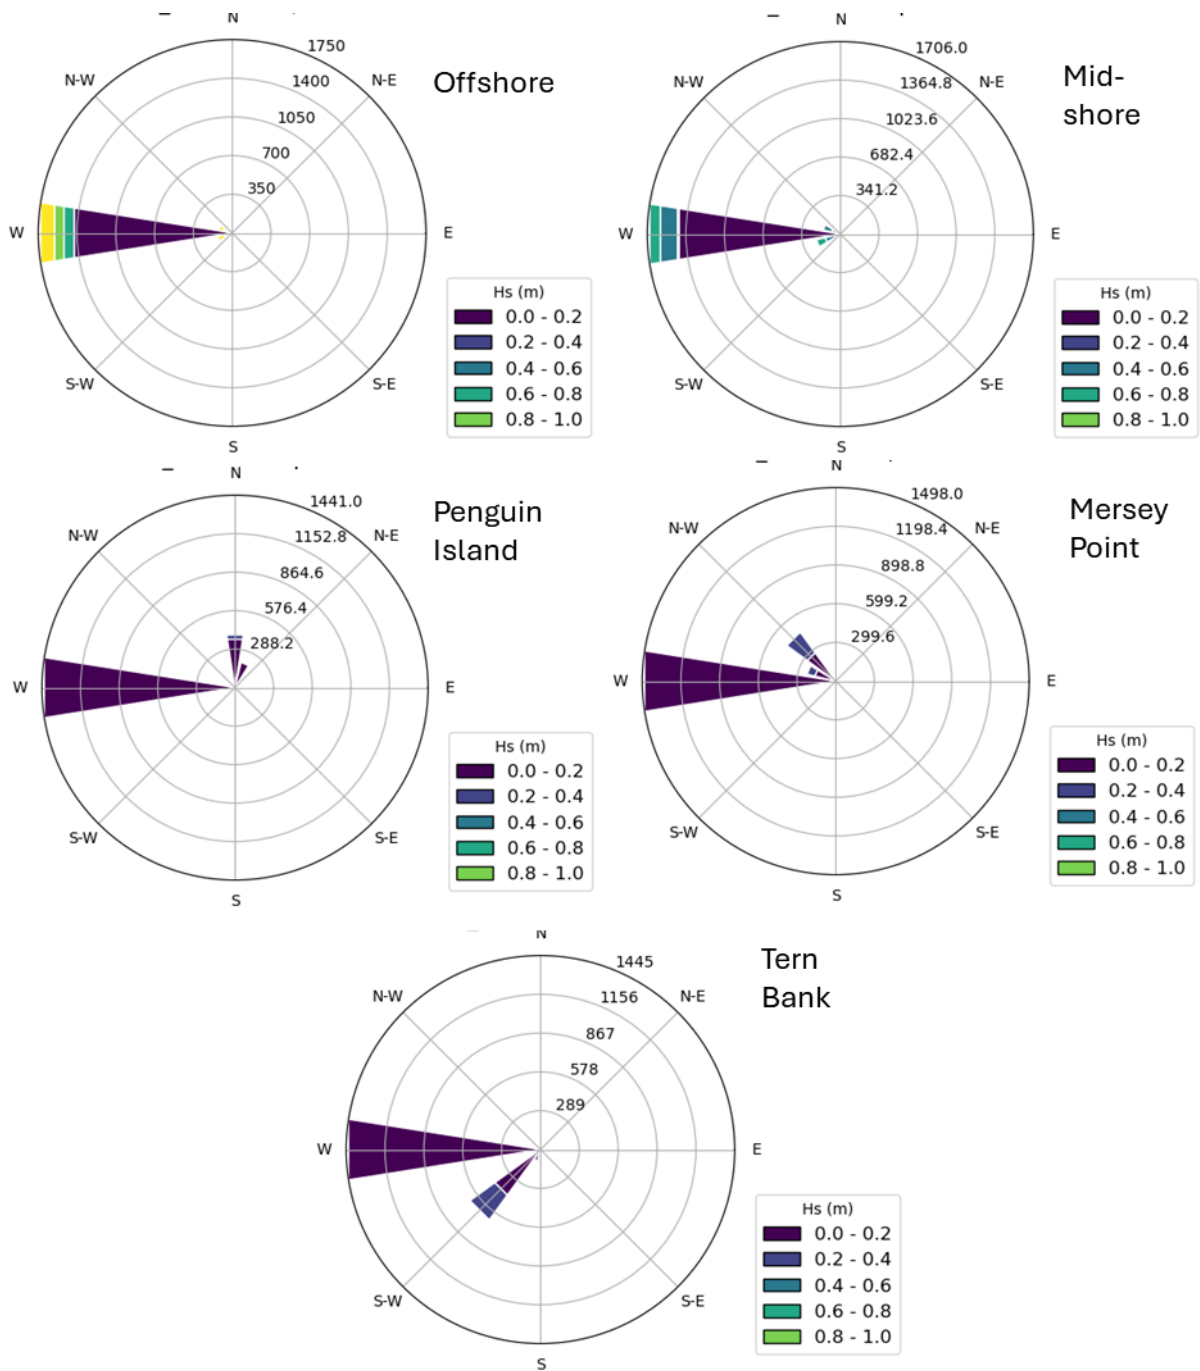 N
1750
N-W
1400
N-E
1050
700
350
W
E
S-W
S-E
S
Offshore
Hs (m)
0.0 - 0.2
0.2 - 0.4
0.4 - 0.6
0.6 - 0.8
0.8 - 1.0
N
1706.0
N-W
1364.8
N-E
1023.6
682.4
341.2
W
E
S-W
S-E
S
Mid-
shore
Hs (m)
0.0 - 0.2
0.2 - 0.4
0.4 - 0.6
0.6 - 0.8
0.8 - 1.0
N
1441.0
N-W
1152.8
N-E
864.6
576.4
288.2
W
E
S-W
S-E
S
Penguin
Island
Hs (m)
0.0 - 0.2
0.2 - 0.4
0.4 - 0.6
0.6 - 0.8
0.8 - 1.0
N
1498.0
N-W
1198.4
N-E
898.8
599.2
299.6
W
E
S-W
S-E
S
Mersey
Point
Hs (m)
0.0 - 0.2
0.2 - 0.4
0.4 - 0.6
0.6 - 0.8
0.8 - 1.0
N
1445
N-W
1156
N-E
867
578
289
W
E
S-W
S-E
S
Tern
Bank
Hs (m)
0.0 - 0.2
0.2 - 0.4
0.4 - 0.6
0.6 - 0.8
0.8 - 1.0